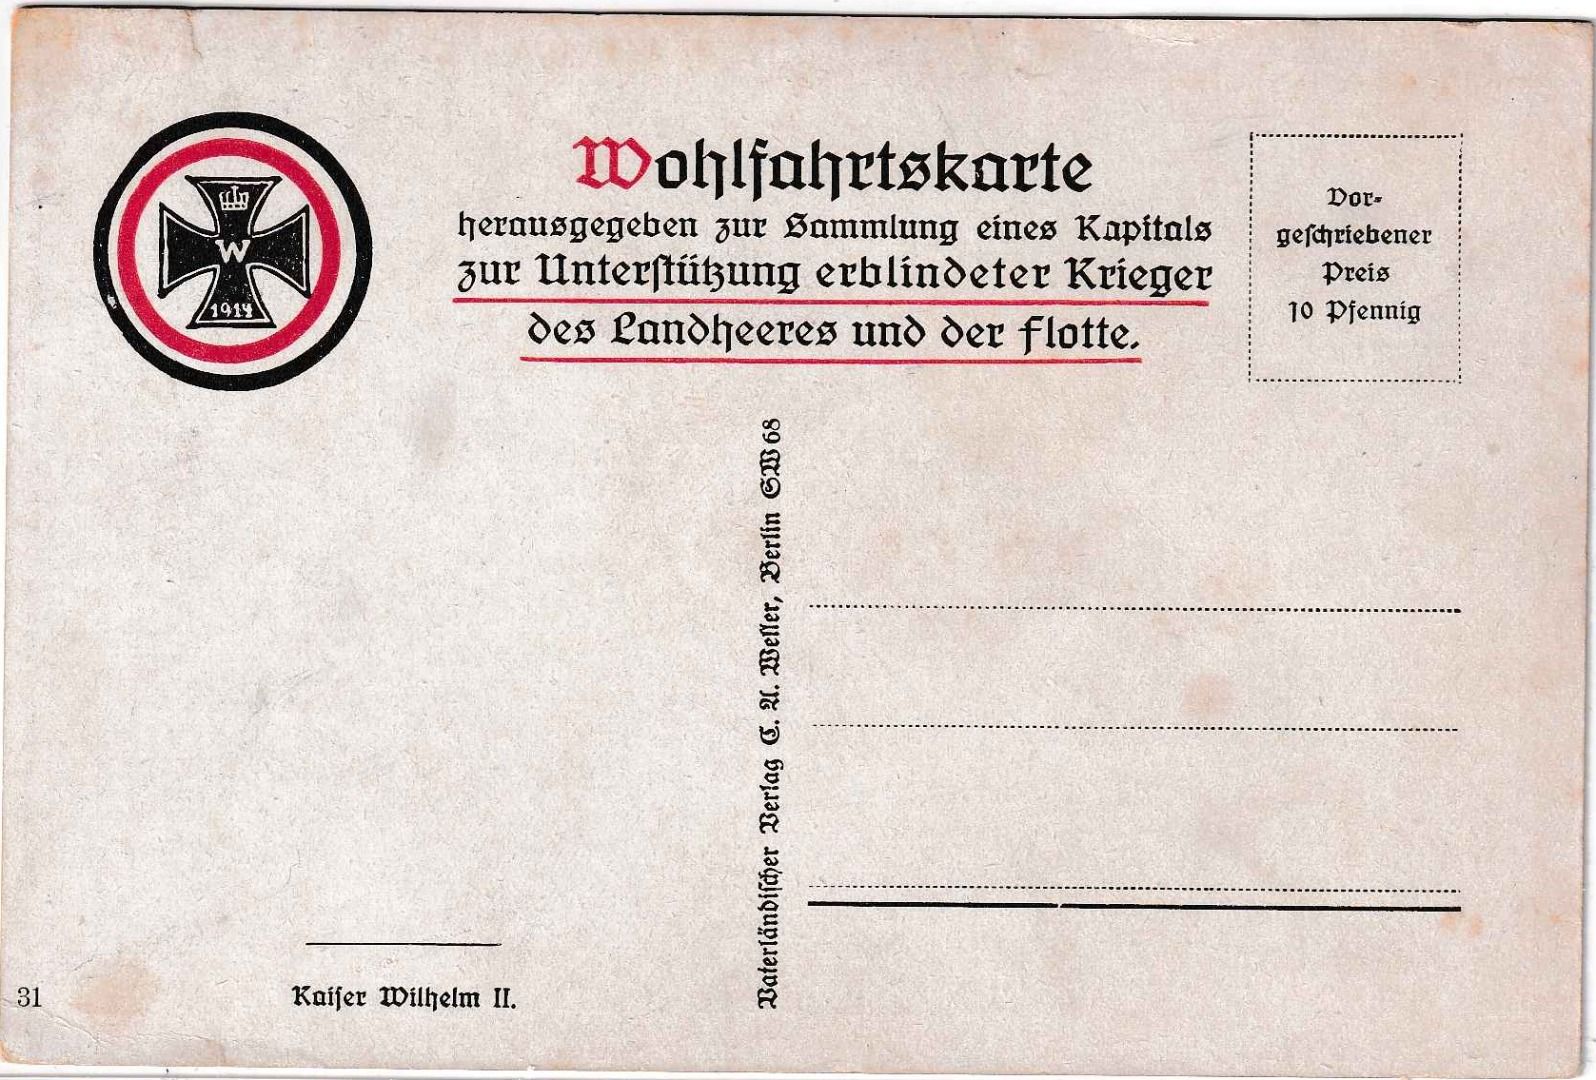 W
1914
Wohlfahrtskarte
herausgegeben zur Sammlung eines Kapitals
zur Unterstützung erblindeter Krieger
des Landheeres und der Flotte.
Vor-
geschriebener
Preis
10 Pfennig
Vaterländischer Verlag C. A. Weller, Berlin SW 68
31
Kaiser Wilhelm II.